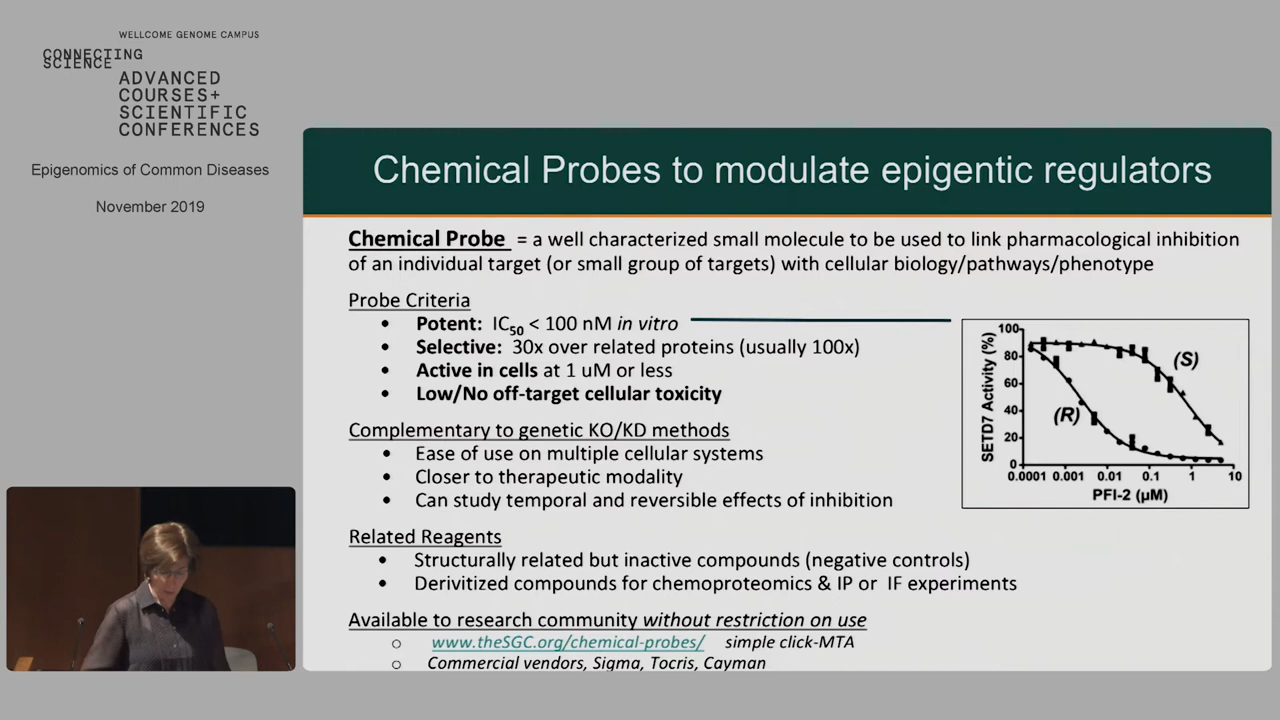 WELLCOME GENOME CAMPUS
CONNECTING
SCIENCE
ADVANCED
COURSES+
SCIENTIFIC
CONFERENCES
Epigenomics of Common Diseases
November 2019
Chemical Probes to modulate epigentic regulators
Chemical Probe = a well characterized small molecule to be used to link pharmacological inhibition
of an individual target (or small group of targets) with cellular biology/pathways/phenotype
Probe Criteria
• Potent: IC50 < 100 nM in vitro
• Selective: 30x over related proteins (usually 100x)
• Active in cells at 1 uM or less
• Low/No off-target cellular toxicity
Complementary to genetic KO/KD methods
• Ease of use on multiple cellular systems
• Closer to therapeutic modality
• Can study temporal and reversible effects of inhibition
Related Reagents
• Structurally related but inactive compounds (negative controls)
• Derivitized compounds for chemoproteomics & IP or IF experiments
Available to research community without restriction on use
o www.theSGC.org/chemical-probes/ simple click-MTA
o Commercial vendors, Sigma, Tocris, Cayman
SETD7 Activity (%)
100
80
60
40
20
0
(S)
(R)
0.0001 0.001 0.01 0.1 1 10
PFI-2 (µM)